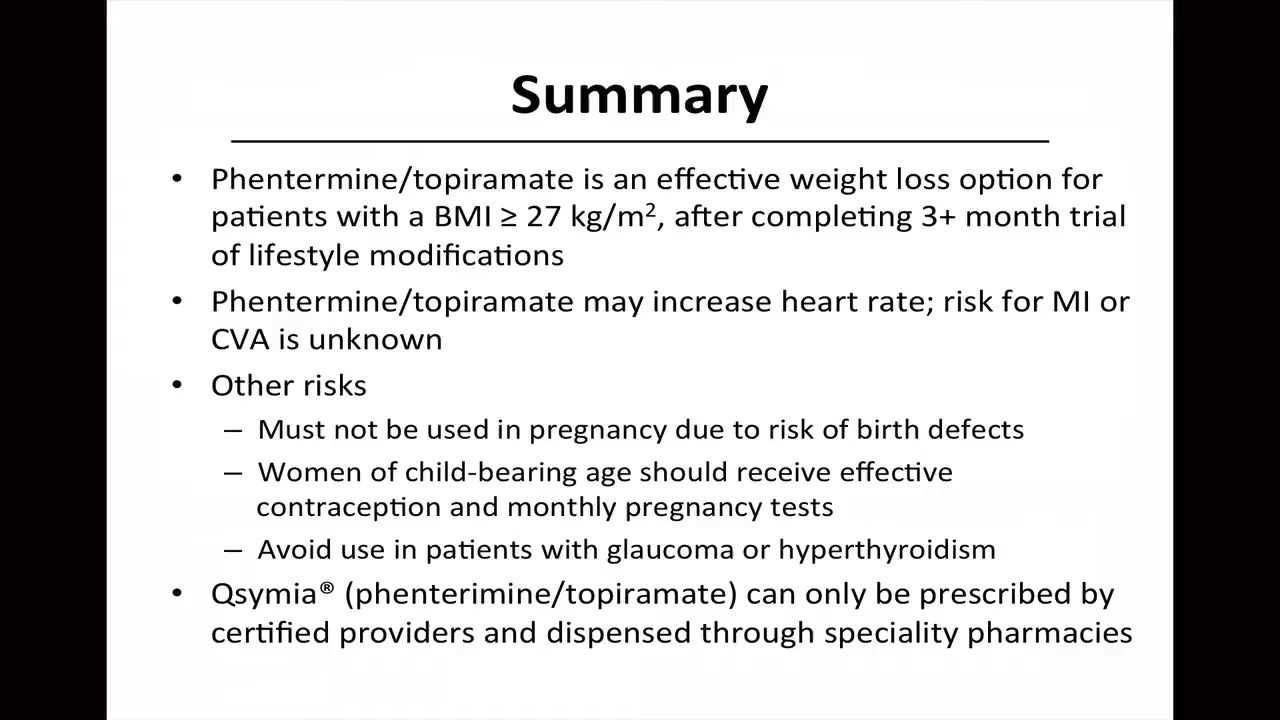 Summary
• Phentermine/topiramate is an effective weight loss option for
patients with a BMI ≥ 27 kg/m², after completing 3+ month trial
of lifestyle modifications
• Phentermine/topiramate may increase heart rate; risk for MI or
CVA is unknown
• Other risks
– Must not be used in pregnancy due to risk of birth defects
– Women of child-bearing age should receive effective
contraception and monthly pregnancy tests
– Avoid use in patients with glaucoma or hyperthyroidism
• Qsymia® (phenterimine/topiramate) can only be prescribed by
certified providers and dispensed through speciality pharmacies